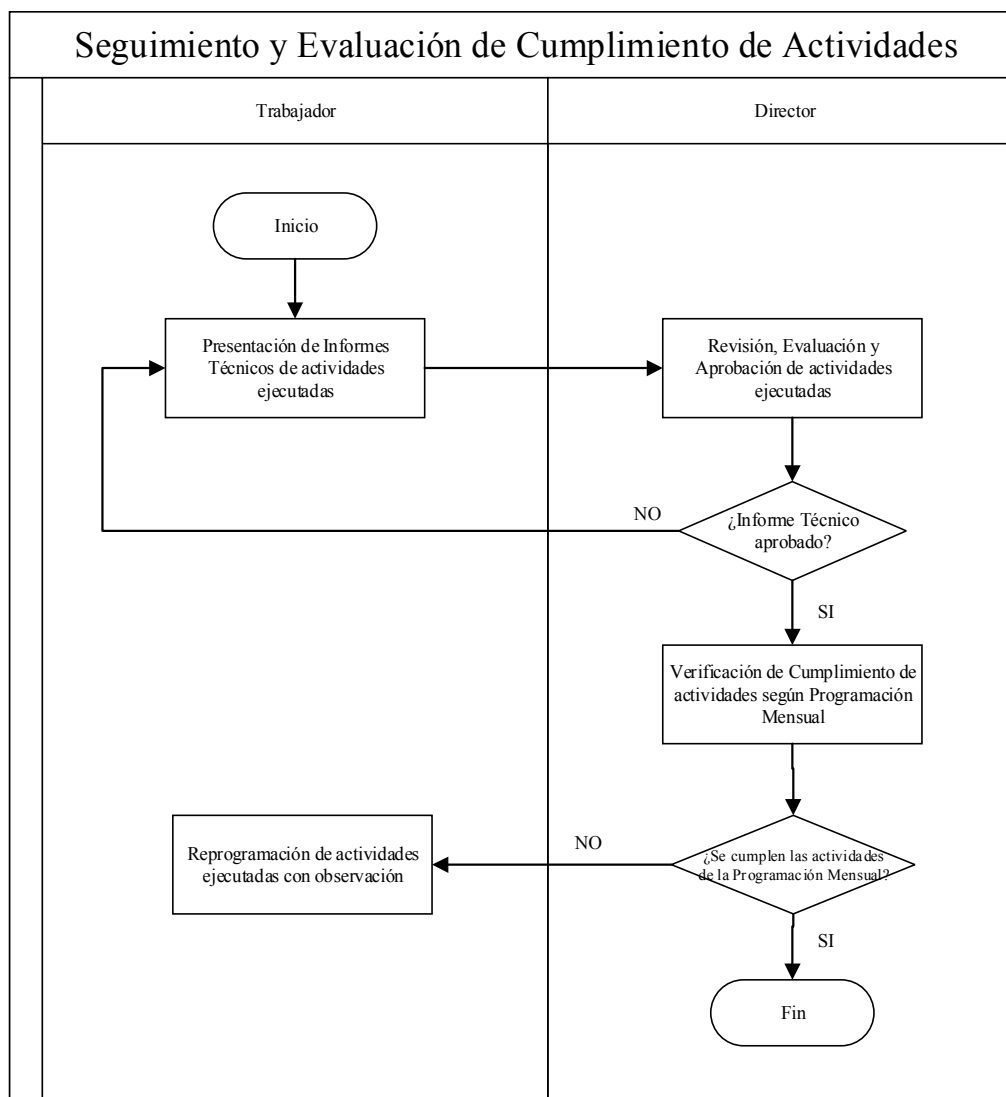 Seguimiento y Evaluación de Cumplimiento de Actividades
Trabajador
Director
Inicio
Presentación de Informes
Técnicos de actividades
ejecutadas
Revisión, Evaluación y
Aprobación de actividades
ejecutadas
NO
¿Informe Técnico
aprobado?
SI
Verificación de Cumplimiento de
actividades según Programación
Mensual
Reprogramación de actividades
ejecutadas con observación
NO
¿Se cumplen las actividades
de la Programación Mensual?
SI
Fin